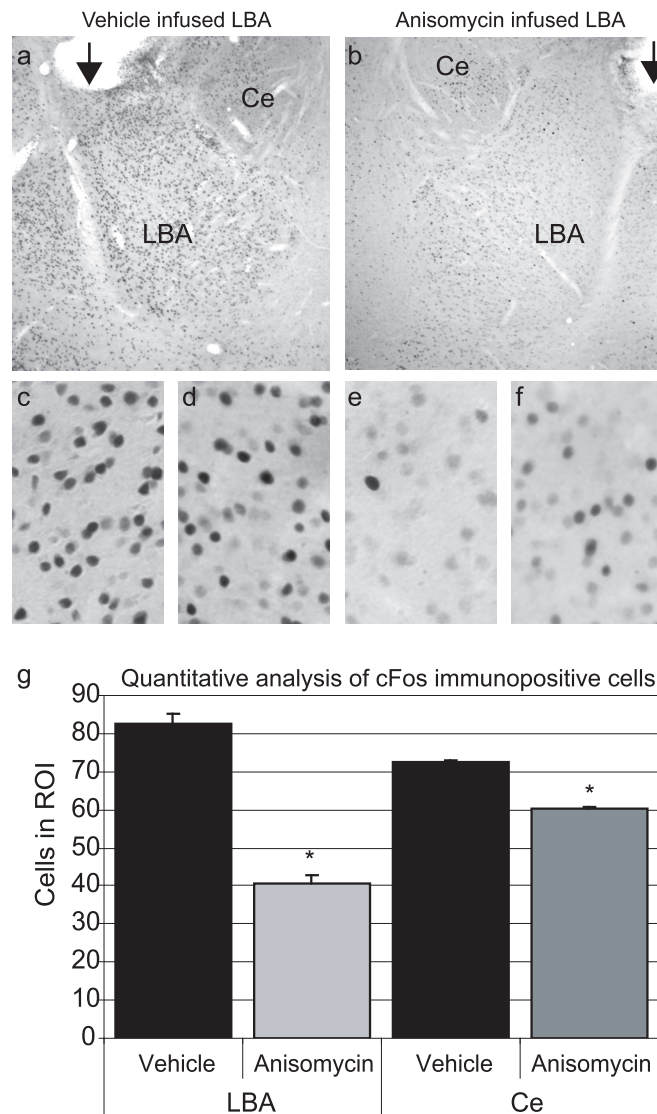 Vehicle infused LBA
Anisomycin infused LBA
a
Ce
LBA
b
Ce
LBA
c
d
e
f
g
Quantitative analysis of cFos immunopositive cells
Cells in ROI
90
80
70
60
50
40
30
20
10
0
*
*
Vehicle
Anisomycin
Vehicle
Anisomycin
LBA
Ce